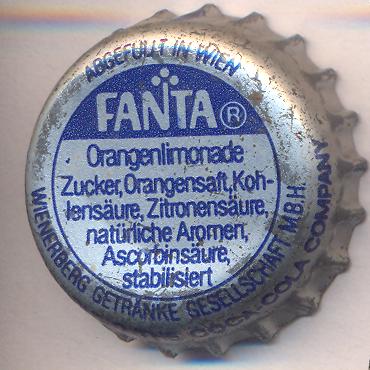 ABGEFÜLLT IN WIEN
FANTA ®
Orangenlimonade
Zucker, Orangensaft, Koh-
lensäure, Zitronensäure,
natürliche Aromen,
Ascorbinsäure,
stabilisiert
WIENERBERG GETRÄNKE GESELLSCHAFT M.B.H.
COCA-COLA COMPANY